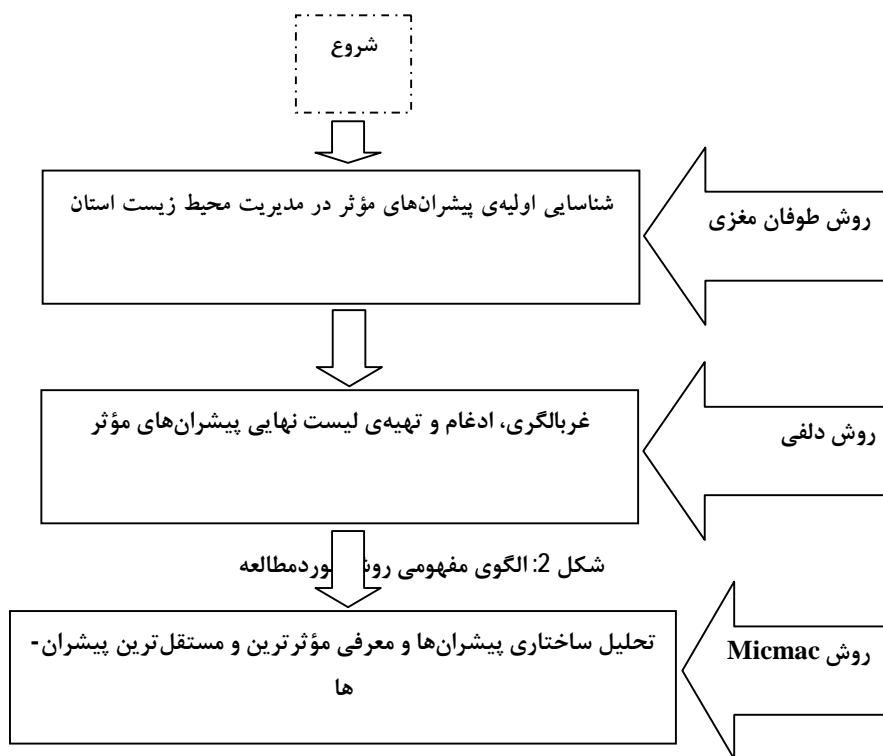 شروع
شناسایی اولیه‌ی پیشران‌های مؤثر در مدیریت محیط زیست استان
روش طوفان مغزی
غربالگری، ادغام و تهیه‌ی لیست نهایی پیشران‌های مؤثر
روش دلفی
شکل 2: الگوی مفهومی موردمطالعه
تحلیل ساختاری پیشران‌ها و معرفی مؤثرترین و مستقل‌ترین پیشران-
ها
روش Micmac